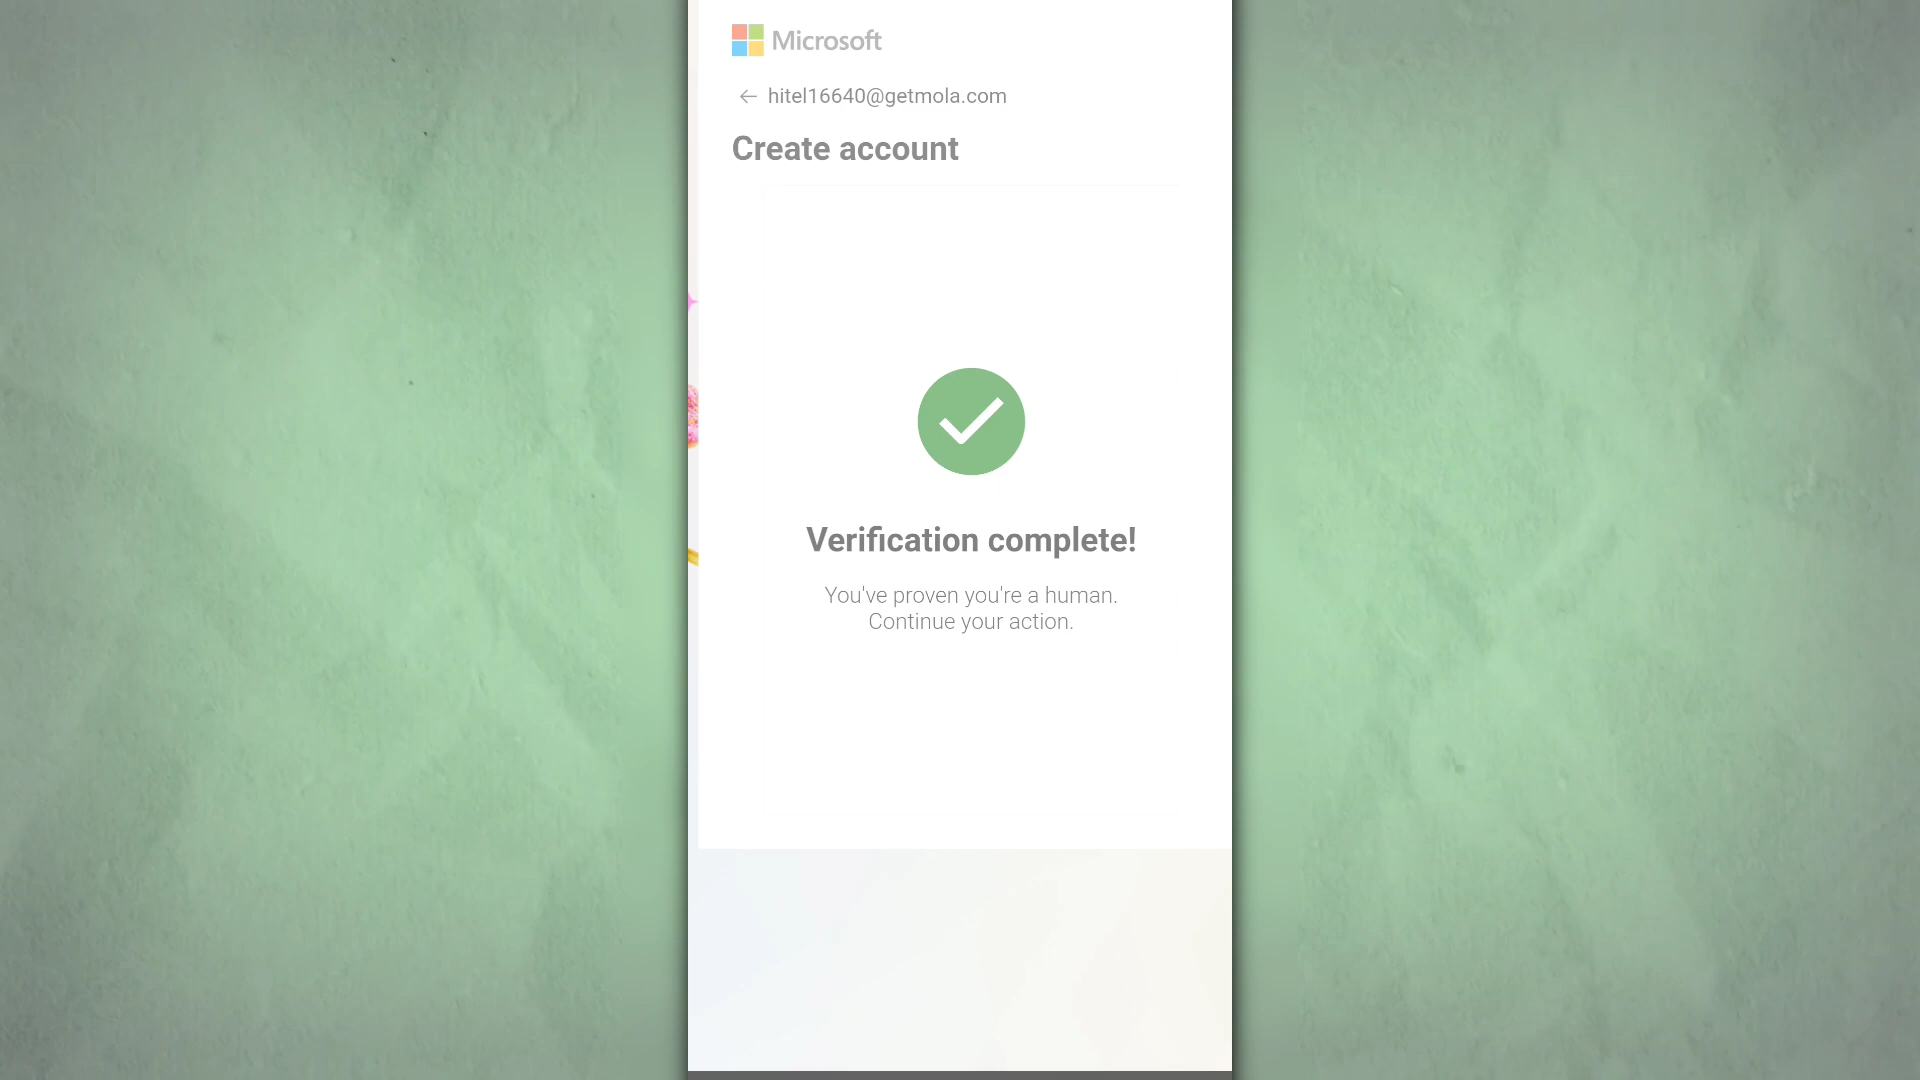 Microsoft
hitel16640@getmola.com
Create account
Verification complete!
You've proven you're a human.
Continue your action.